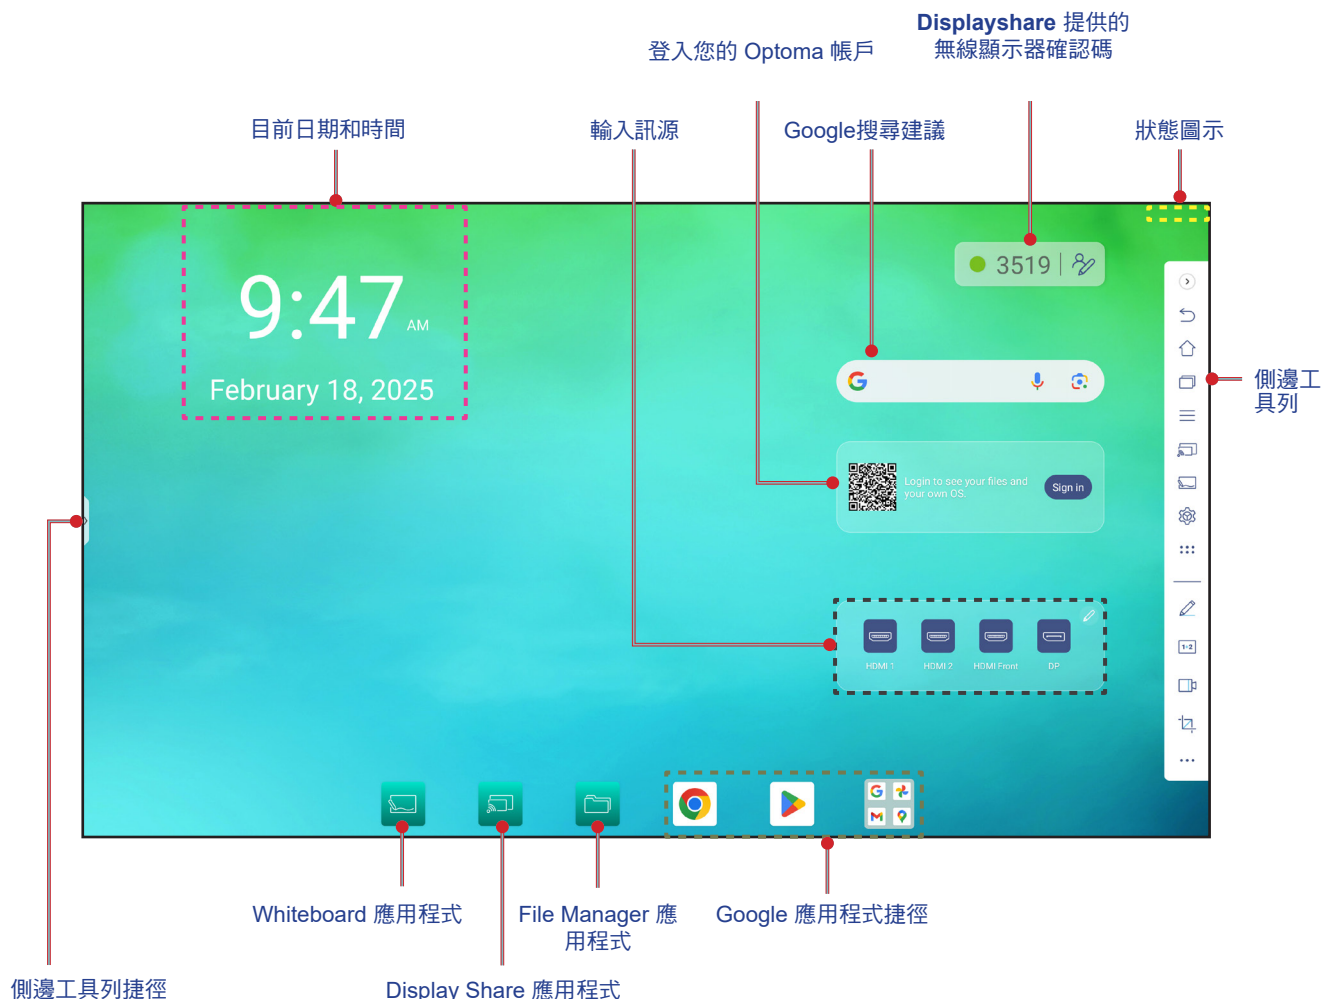 Displayshare 提供的
無線顯示器確認碼
登入您的 Optoma 帳戶
目前日期和時間
輸入訊源
Google搜尋建議
狀態圖示
3519
9:47 AM
February 18, 2025
側邊工
具列
Login to see your files and
your own OS.
Sign in
HDMI 1
HDMI 2
HDMI Front
DP
Whiteboard 應用程式
File Manager 應
用程式
Google 應用程式捷徑
側邊工具列捷徑
Display Share 應用程式